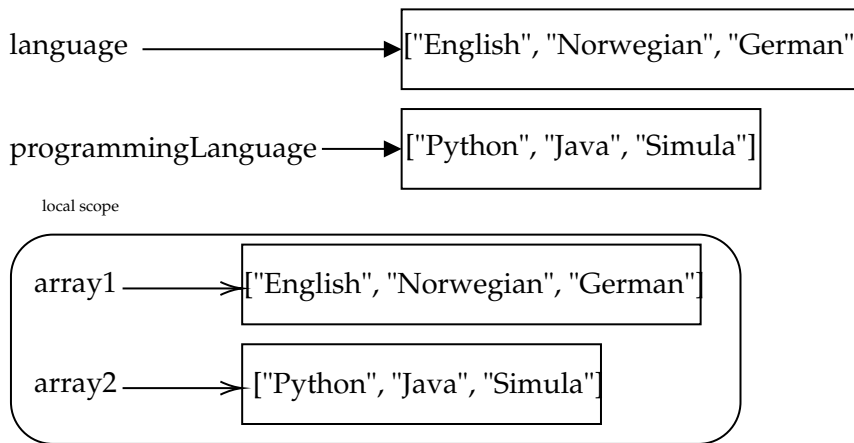 language ["English", "Norwegian", "German"
programmingLanguage ["Python", "Java", "Simula"]
local scope
array1 ["English", "Norwegian", "German"]
array2 ["Python", "Java", "Simula"]